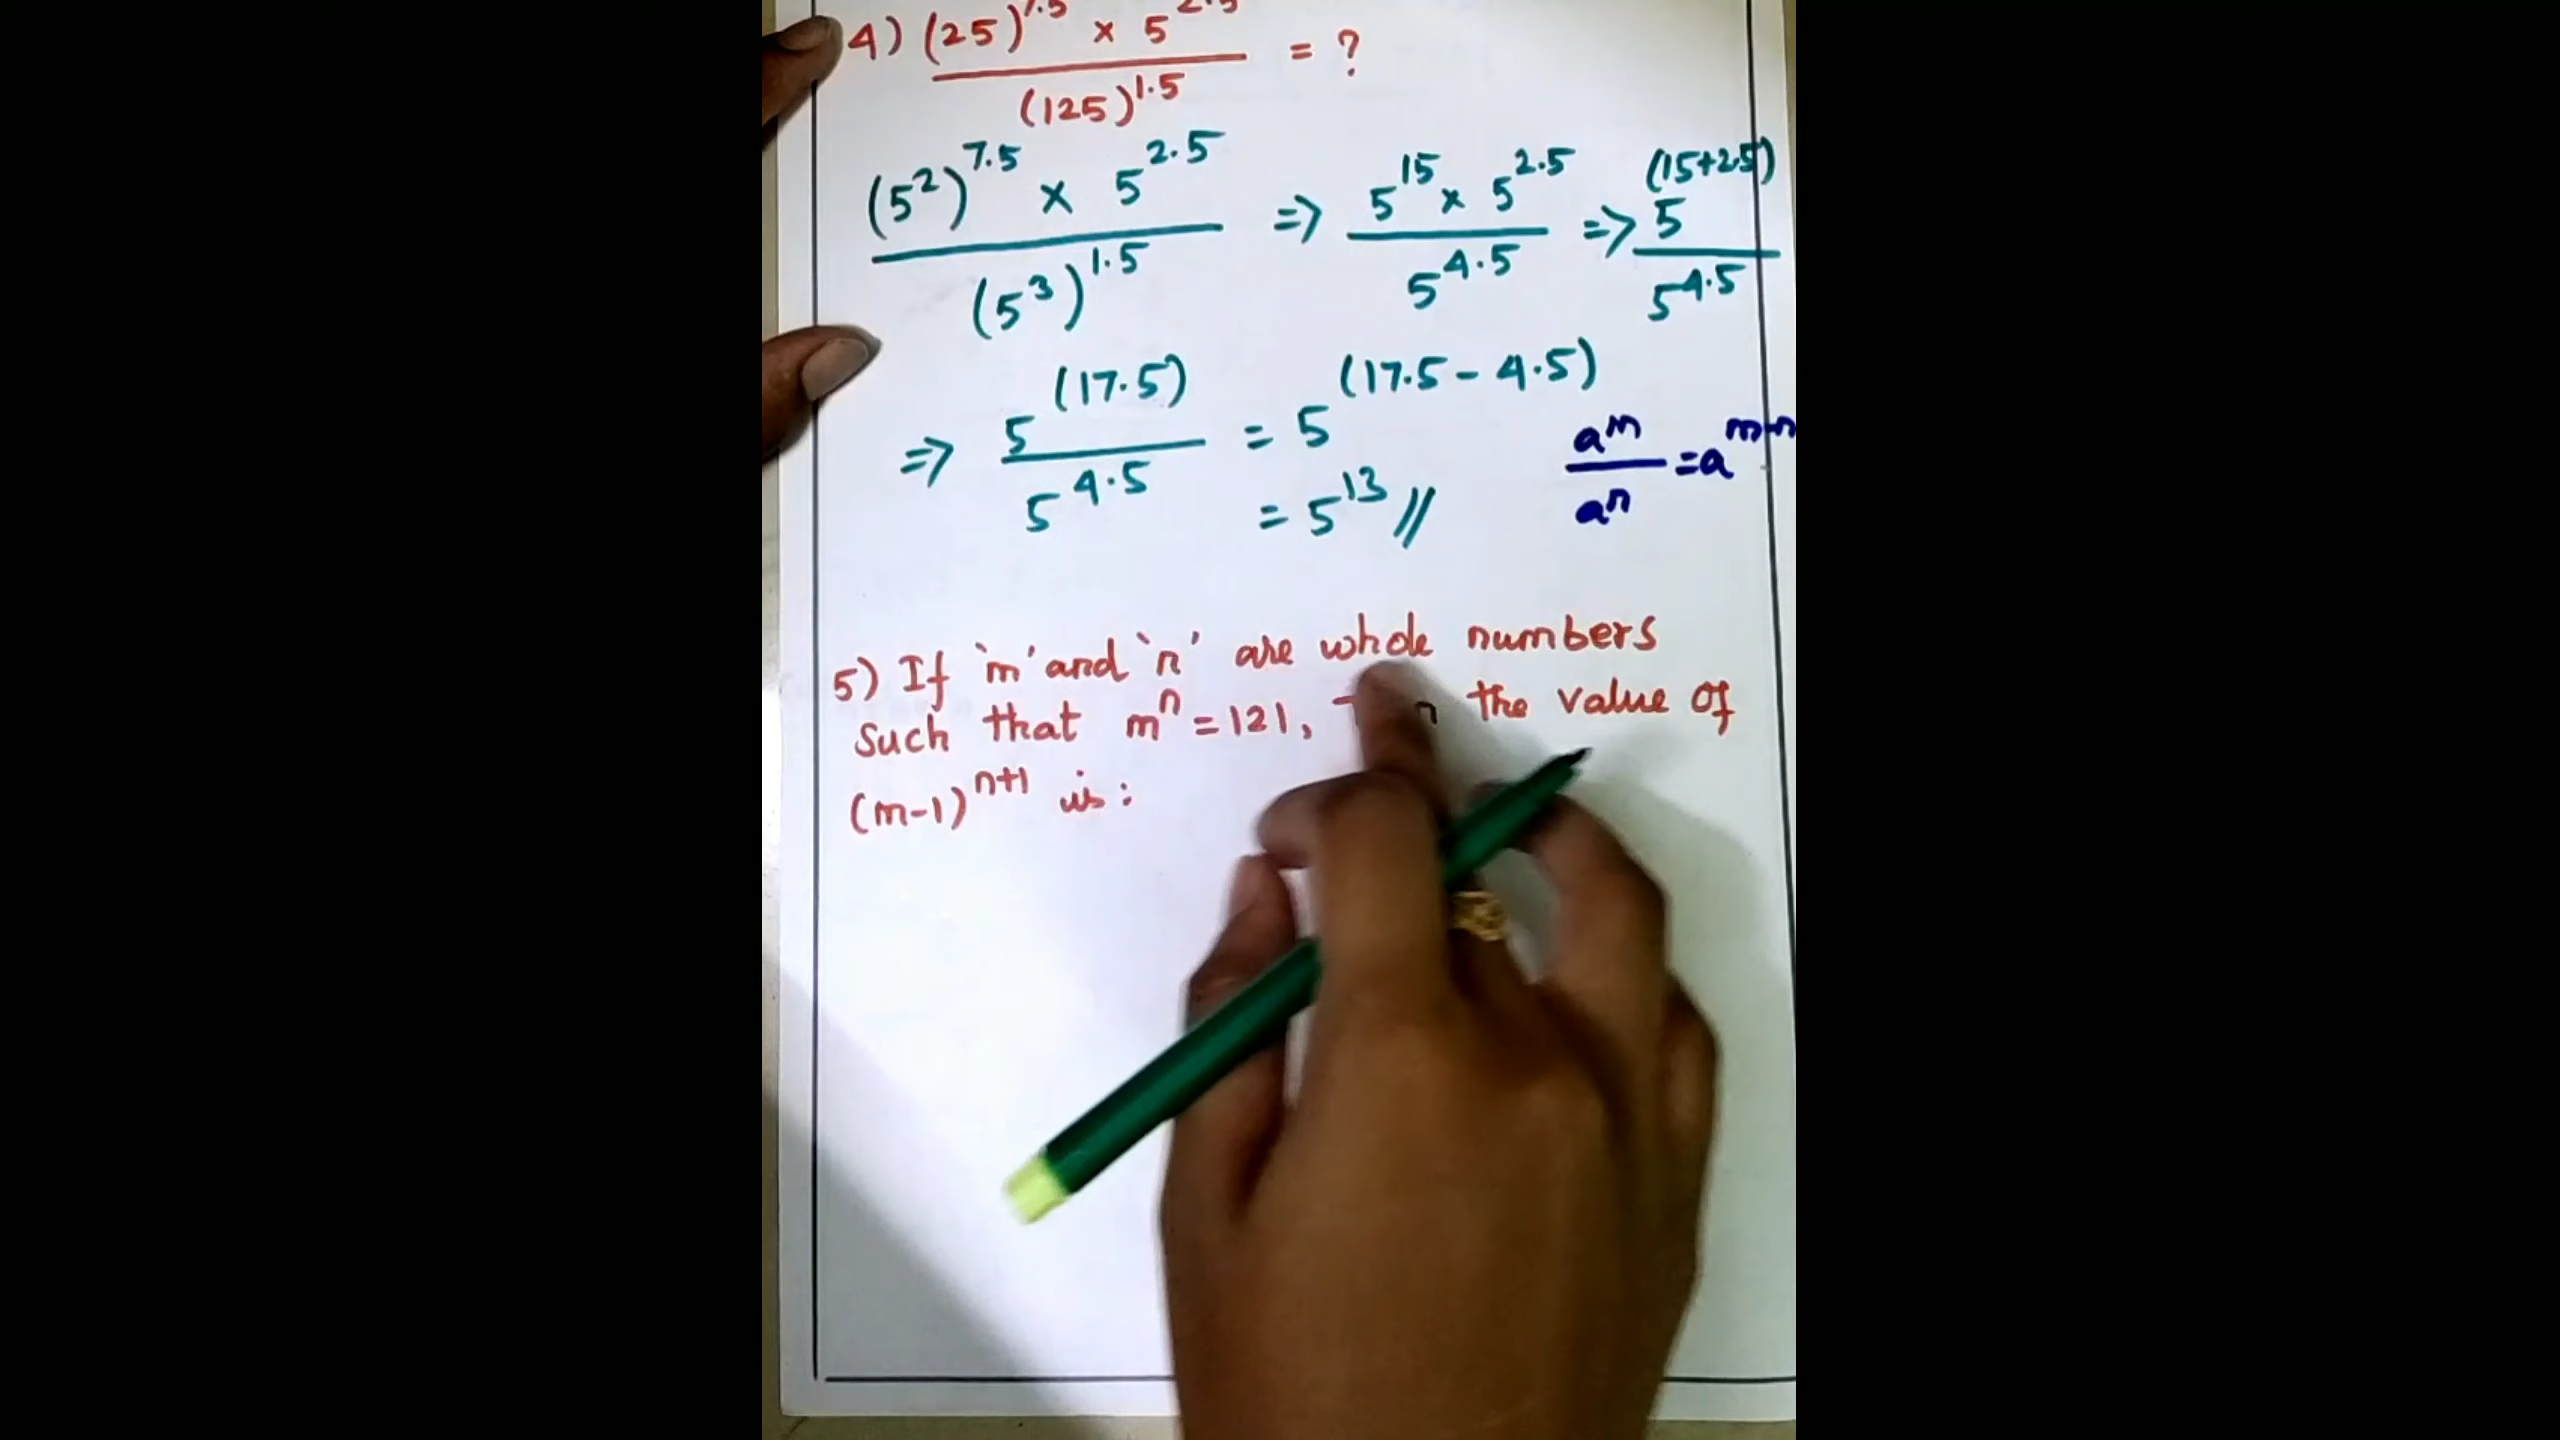 4) (25)^7.5 × 5^2.5 / (125)^1.5 = ?
(5²)^7.5 × 5^2.5 / (5³)^1.5 => 5^15 × 5^2.5 / 5^4.5 => 5^(15+2.5) / 5^4.5
=> 5^(17.5) / 5^4.5 = 5^(17.5 - 4.5)
= 5^13 //
a^m / a^n = a^m-n
5) If 'm' and 'n' are whole numbers
such that m^n = 121, the value of
(m-1)^n+1 is: